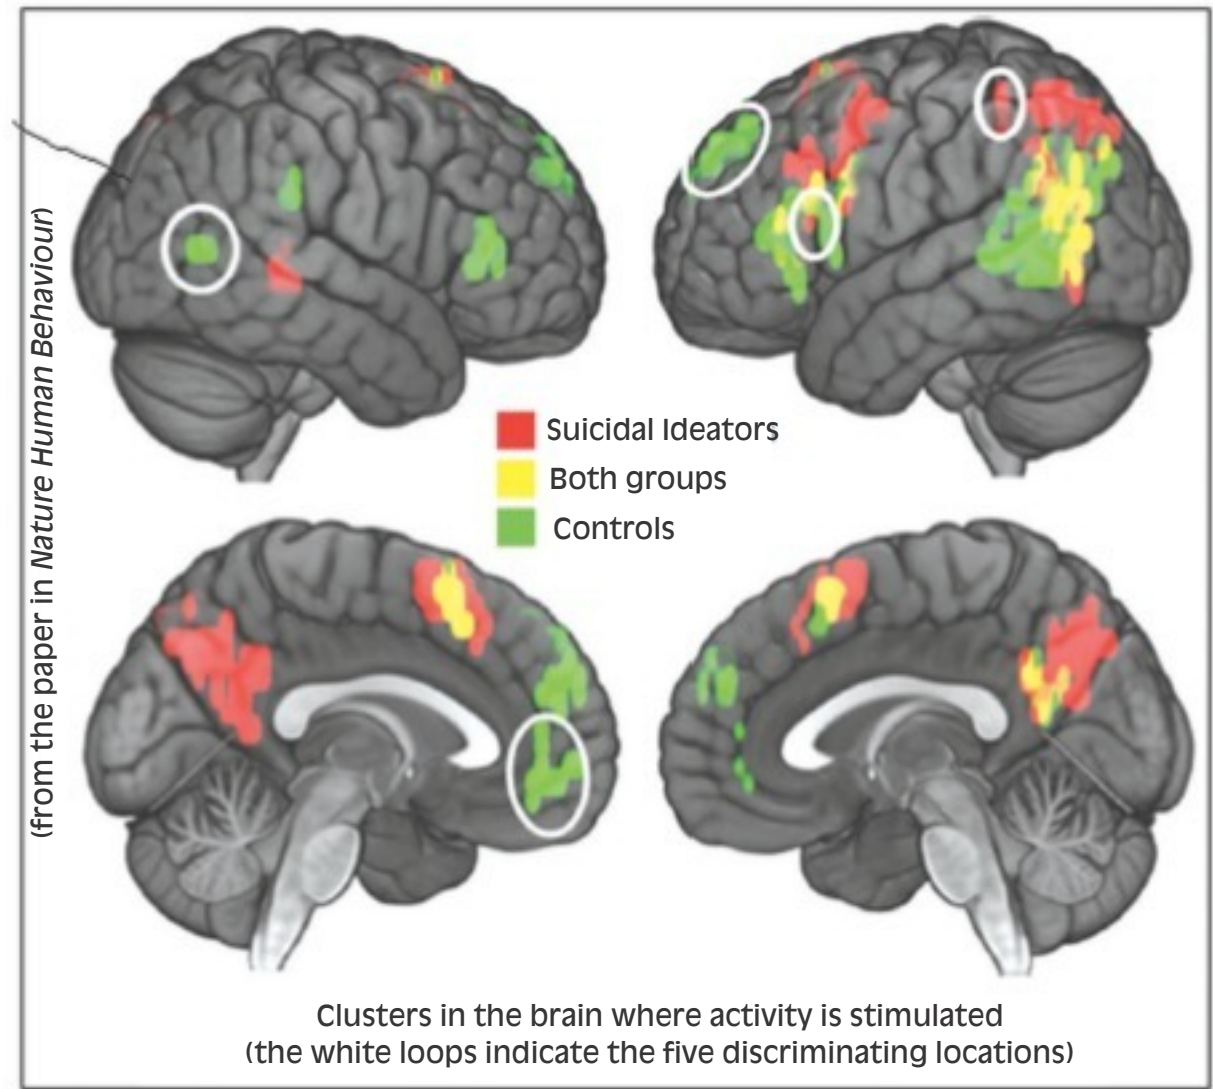 (from the paper in Nature Human Behaviour)
Suicidal Ideators
Both groups
Controls
Clusters in the brain where activity is stimulated
(the white loops indicate the five discriminating locations)